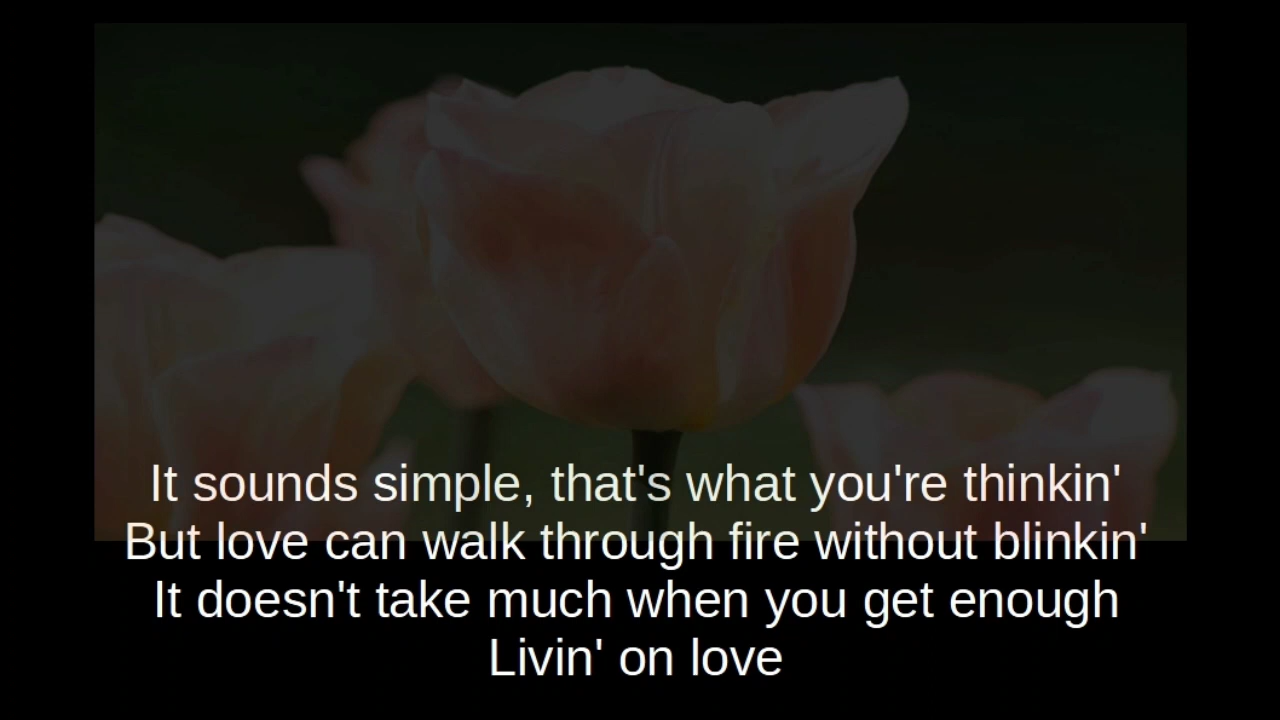 It sounds simple, that's what you're thinkin'
But love can walk through fire without blinkin'
It doesn't take much when you get enough
Livin' on love